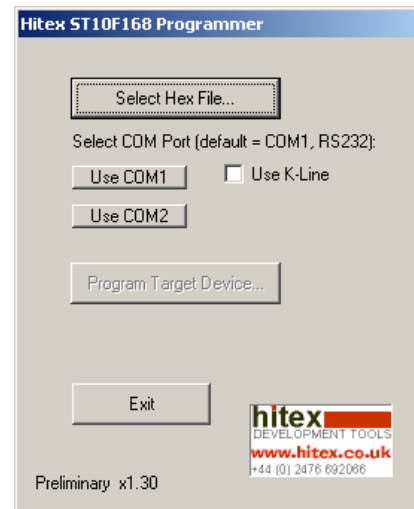 Hitex ST10F168 Programmer
Select Hex File...
Select COM Port (default = COM1, RS232):
Use COM1
Use K-Line
Use COM2
Program Target Device...
Exit
hitex
DEVELOPMENT TOOLS
www.hitex.co.uk
+44 (0) 2476 692066
Preliminary x1.30